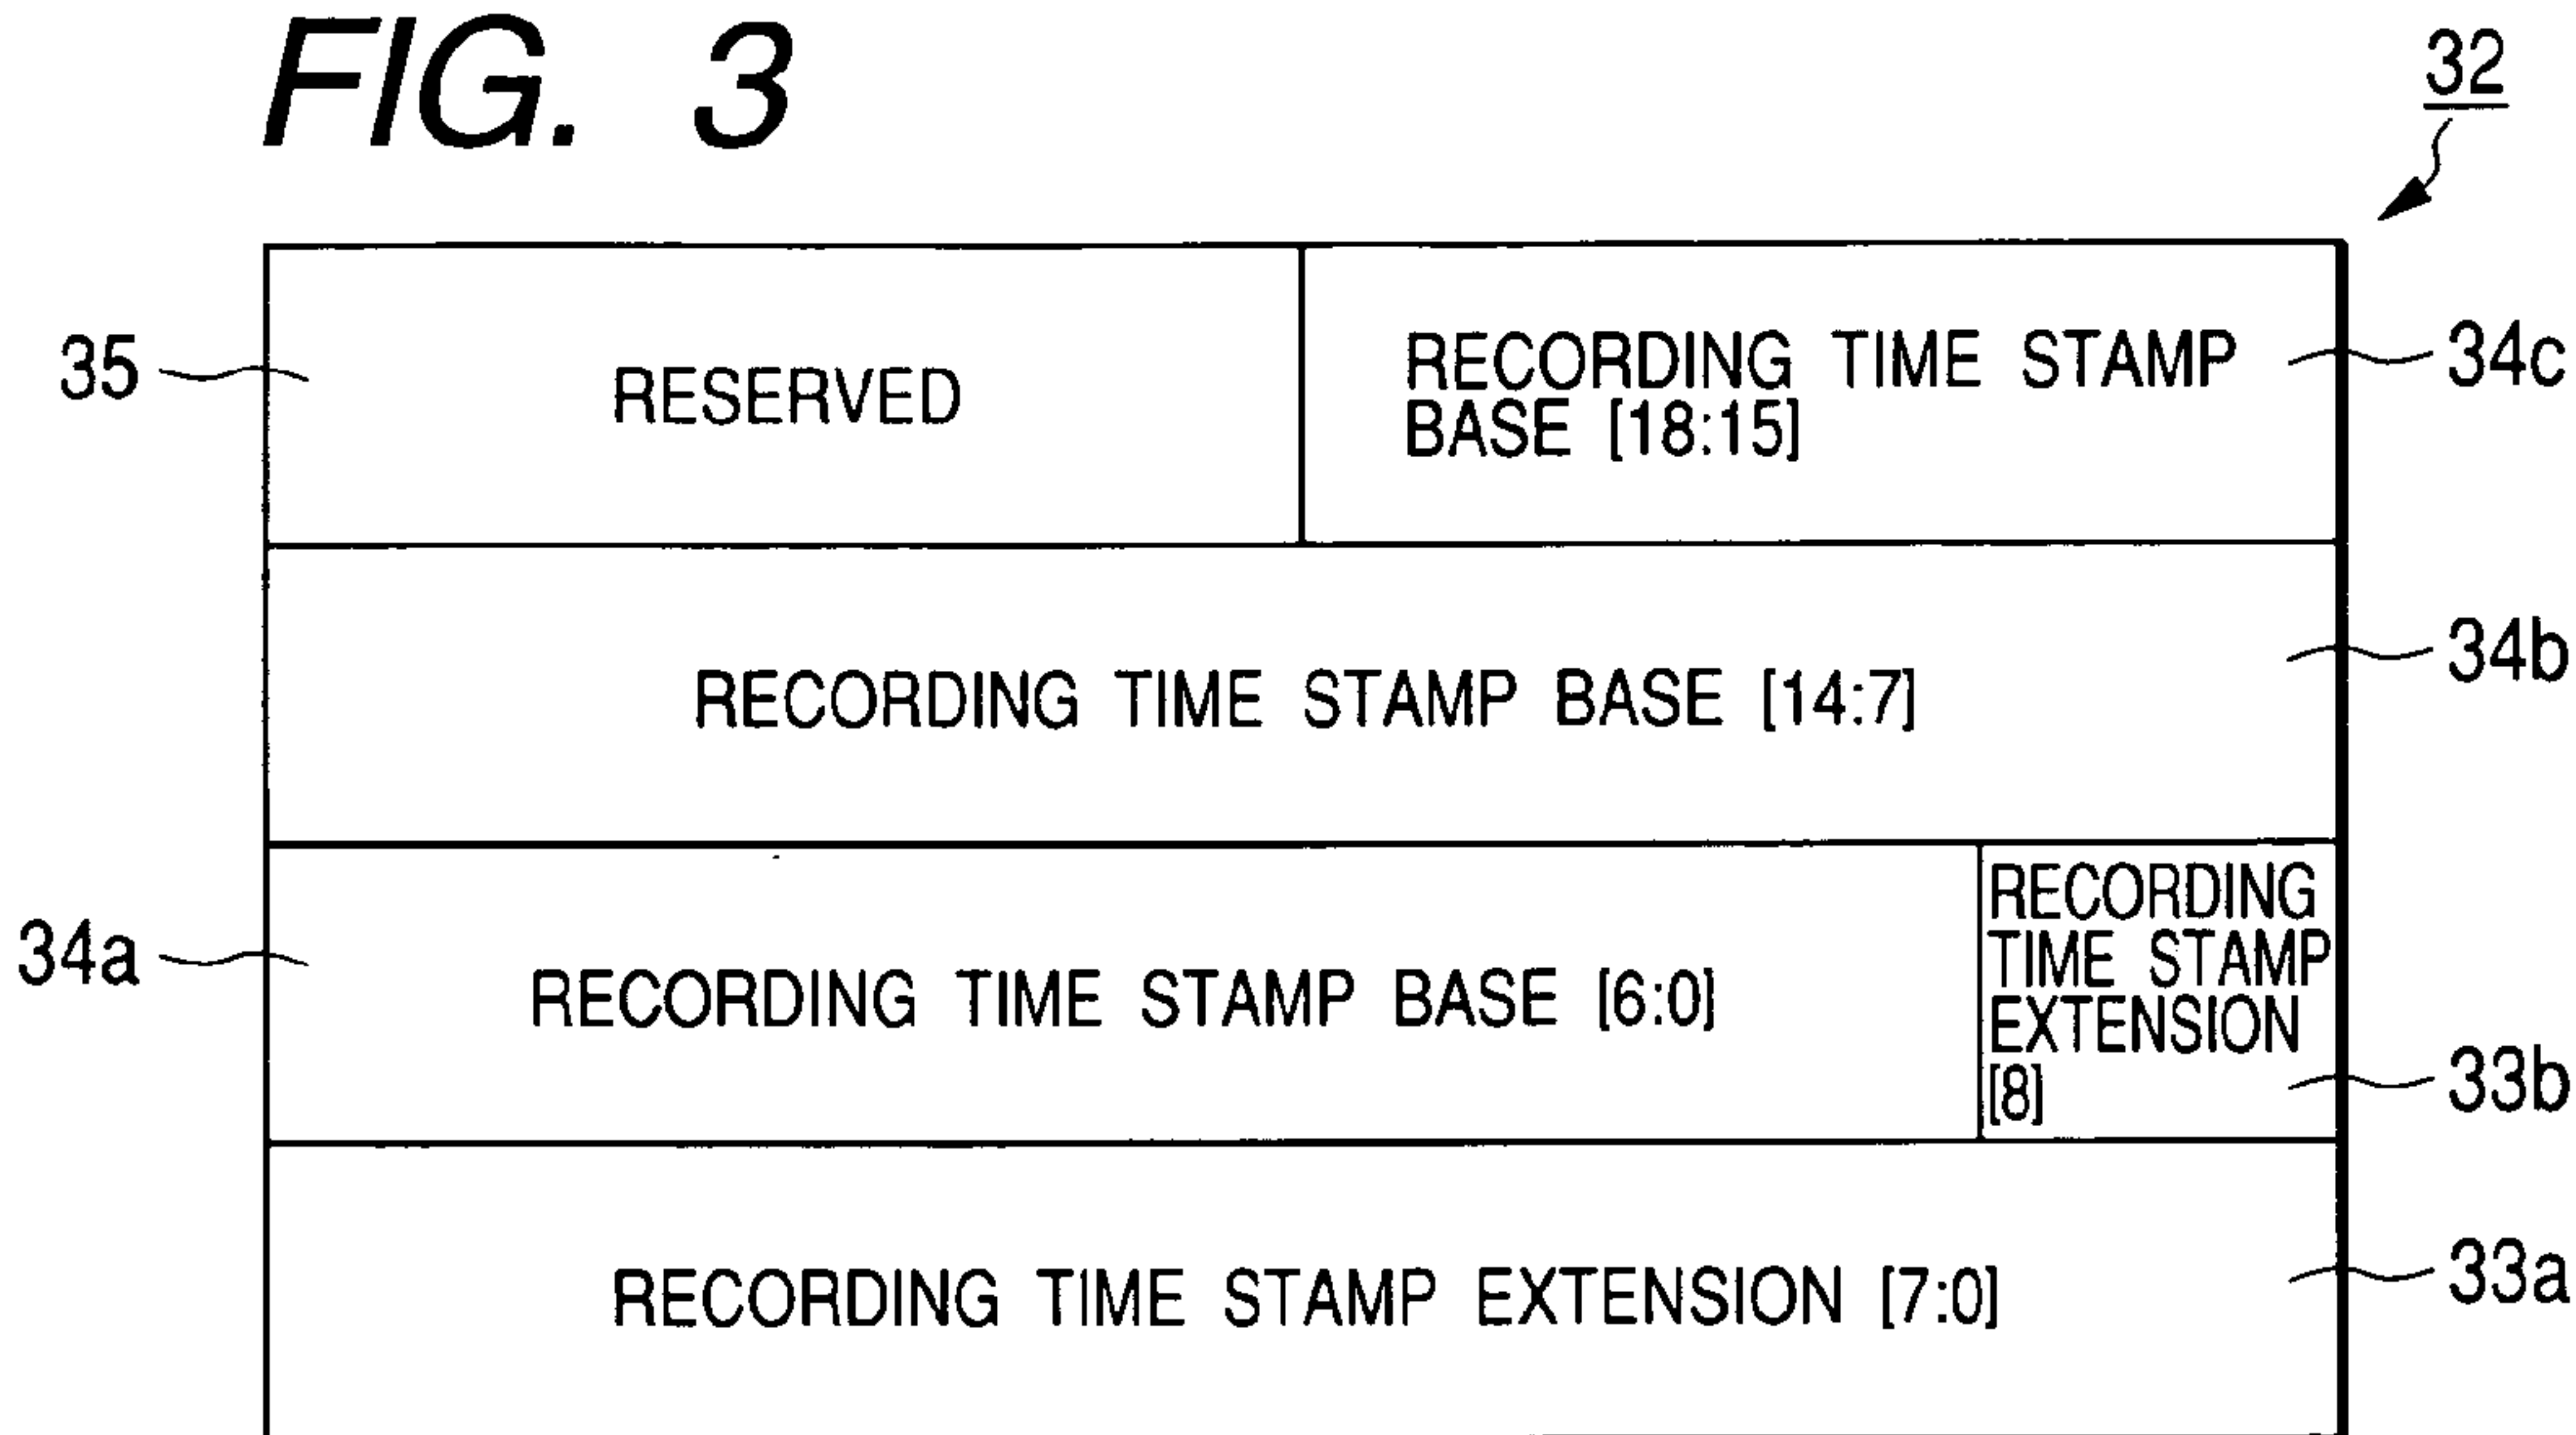 FIG. 3
32
35
RESERVED
RECORDING TIME STAMP
BASE [18:15]
34c
RECORDING TIME STAMP BASE [14:7]
34b
34a
RECORDING TIME STAMP BASE [6:0]
RECORDING
TIME STAMP
EXTENSION
[8]
33b
RECORDING TIME STAMP EXTENSION [7:0]
33a